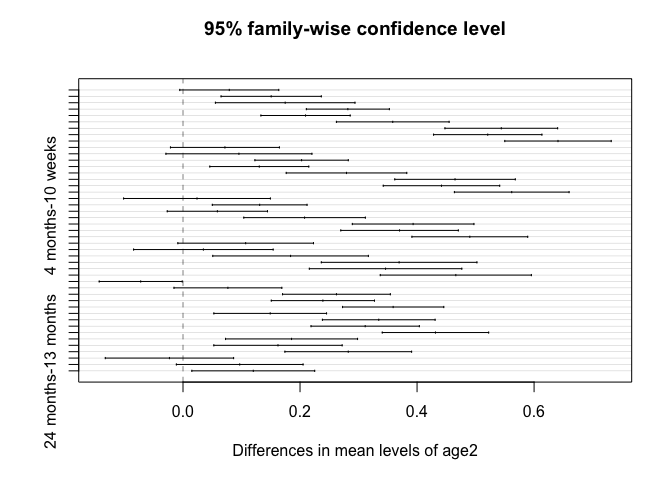 95% family-wise confidence level
4 months-10 weeks
24 months-13 months
0.0 0.2 0.4 0.6
Differences in mean levels of age2